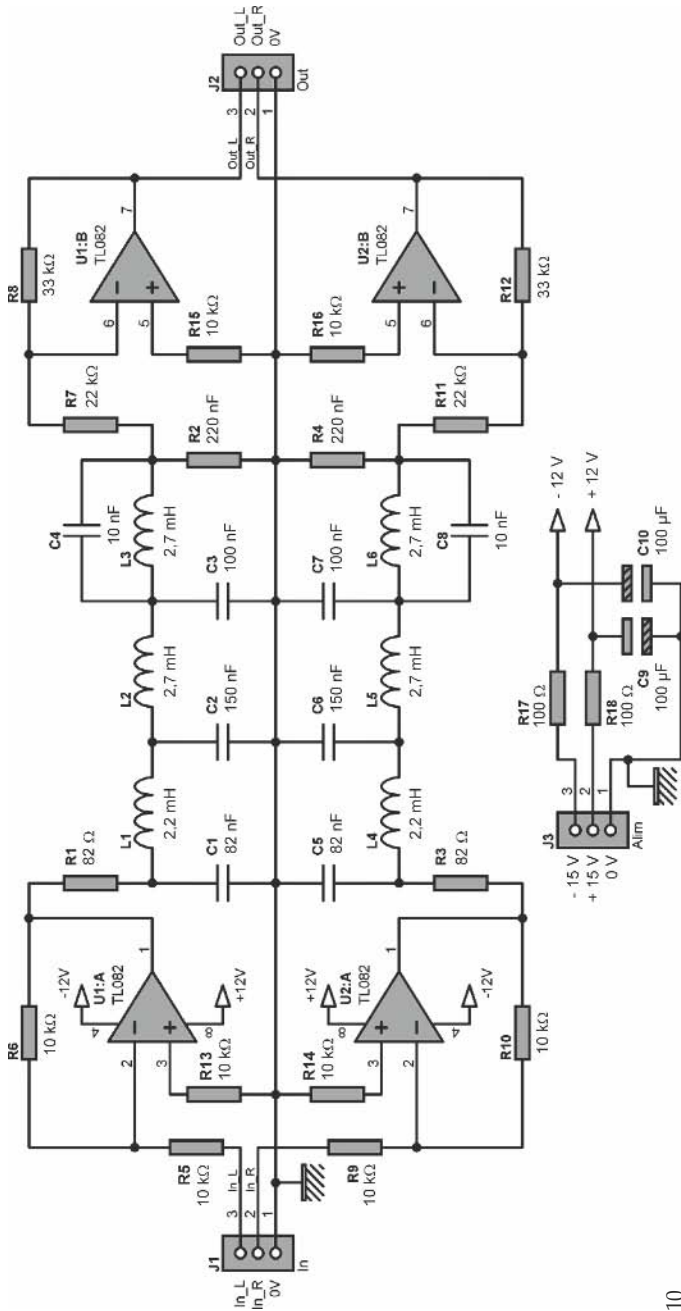 R8
33 kΩ
U1:B
TL082
6
5
7
R15
10 kΩ
R7
22 kΩ
R2
220 nF
C4
10 nF
L3
2,7 mH
C3
100 nF
L2
2,7 mH
C2
150 nF
L1
2,2 mH
C1
82 nF
R1
82 Ω
R6
10 kΩ
U1:A
TL082
-12V
4
+12V
8
2
3
1
R13
10 kΩ
R5
10 kΩ
J1
In_L
In_R
0V
3
2
1
In_L
In_R
In
J2
Out_L
Out_R
0V
3
2
1
Out_L
Out_R
Out
R16
10 kΩ
U2:B
TL082
5
6
7
R12
33 kΩ
R11
22 kΩ
R4
220 nF
C8
10 nF
L6
2,7 mH
C7
100 nF
L5
2,7 mH
C6
150 nF
L4
2,2 mH
C5
82 nF
R3
82 Ω
U2:A
TL082
+12V
8
-12V
4
3
2
1
R14
10 kΩ
R9
10 kΩ
R10
10 kΩ
J3
Alim
- 15 V
+ 15 V
0 V
3
2
1
R17
100 Ω
R18
100 Ω
C9
100 µF
C10
100 µF
- 12 V
+ 12 V
10